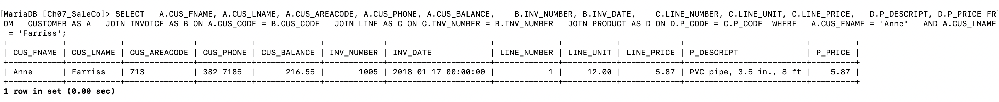 [MariaDB [Ch07_SaleCo]> SELECT   A.CUS_FNAME, A.CUS_LNAME, A.CUS_AREACODE, A.CUS_PHONE, A.CUS_BALANCE,    B.INV_NUMBER, B.INV_DATE,    C.LINE_NUMBER, C.LINE_UNIT, C.LINE_PRICE,   D.P_DESCRIPT, D.P_PRICE FR]
OM   CUSTOMER AS A   JOIN INVOICE AS B ON A.CUS_CODE = B.CUS_CODE   JOIN LINE AS C ON C.INV_NUMBER = B.INV_NUMBER   JOIN PRODUCT AS D ON D.P_CODE = C.P_CODE  WHERE   A.CUS_FNAME = 'Anne'   AND A.CUS_LNAME
 = 'Farriss';
+-----------+-----------+--------------+-----------+-------------+------------+---------------------+-------------+-----------+------------+-------------------------+---------+
| CUS_FNAME | CUS_LNAME | CUS_AREACODE | CUS_PHONE | CUS_BALANCE | INV_NUMBER | INV_DATE            | LINE_NUMBER | LINE_UNIT | LINE_PRICE | P_DESCRIPT              | P_PRICE |
+-----------+-----------+--------------+-----------+-------------+------------+---------------------+-------------+-----------+------------+-------------------------+---------+
| Anne      | Farriss   | 713          | 382-7185  |      216.55 |       1005 | 2018-01-17 00:00:00 |           1 |     12.00 |       5.87 | PVC pipe, 3.5-in., 8-ft |    5.87 |
+-----------+-----------+--------------+-----------+-------------+------------+---------------------+-------------+-----------+------------+-------------------------+---------+
1 row in set (0.00 sec)